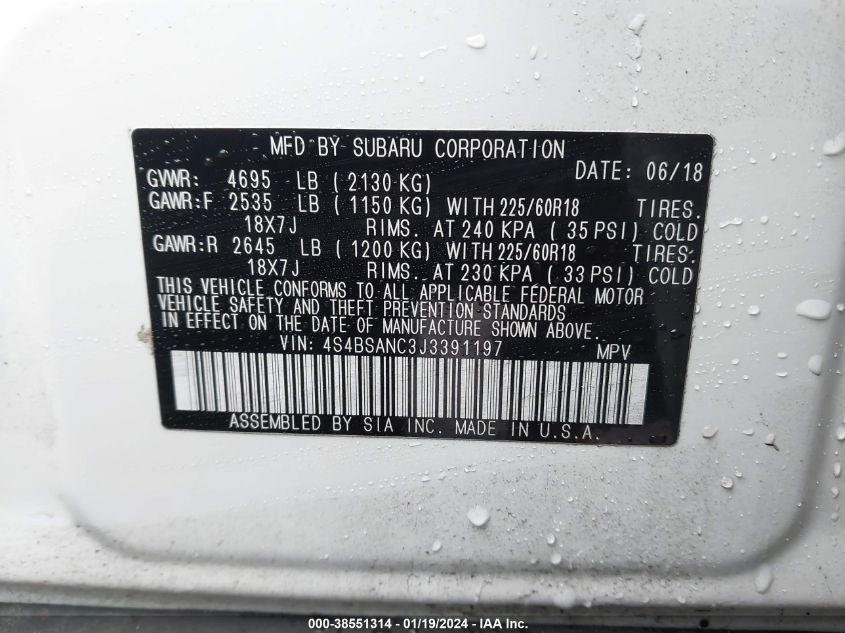 MFD BY SUBARU CORPORATION
DATE: 06/18
GVWR: 4695 LB ( 2130 KG)
GAWR:F 2535 LB ( 1150 KG) WITH 225/60R18 TIRES.
18X7J RIMS. AT 240 KPA ( 35 PSI) COLD
GAWR:R 2645 LB ( 1200 KG) WITH 225/60R18 TIRES.
18X7J RIMS. AT 230 KPA ( 33 PSI) COLD
THIS VEHICLE CONFORMS TO ALL APPLICABLE FEDERAL MOTOR
VEHICLE SAFETY AND THEFT PREVENTION STANDARDS
IN EFFECT ON THE DATE OF MANUFACTURE SHOWN ABOVE.
VIN: 4S4BSANC3J3391197 MPV
ASSEMBLED BY SIA INC. MADE IN U.S.A.
000-38551314 - 01/19/2024 - IAA Inc.